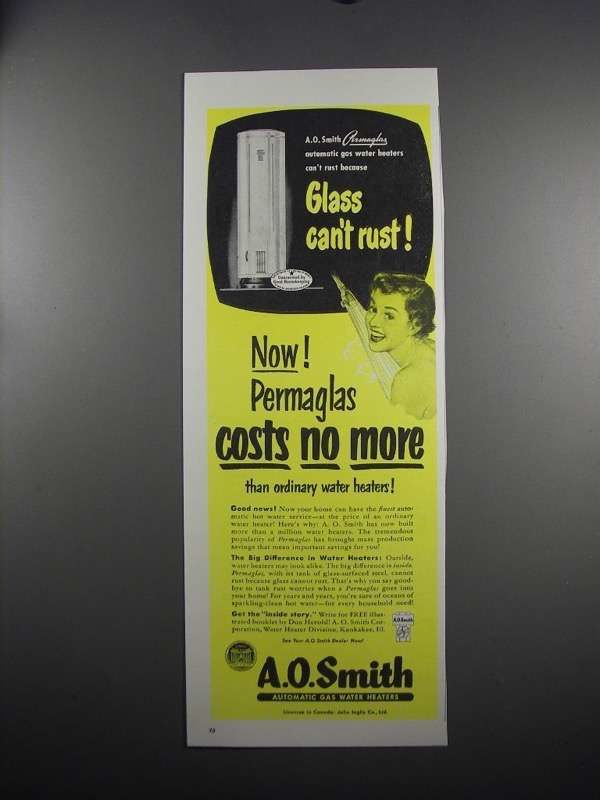 A.O. Smith Permaglas
automatic gas water heaters
can't rust because
Glass
can't rust!
Guaranteed by
Good Housekeeping
Now!
Permaglas
costs no more
than ordinary water heaters!
Good news! Now your home can have the finest auto-
matic hot water service—at the price of an ordinary
water heater! Here's why: A. O. Smith has now built
more than a million water heaters. The tremendous
popularity of Permaglas has brought mass production
savings that mean important savings for you!
The Big Difference in Water Heaters: Outside,
water heaters may look alike. The big difference is inside.
Permaglas, with its tank of glass-surfaced steel, cannot
rust because glass cannot rust. That's why you say good-
bye to tank rust worries when a Permaglas goes into
your home! For years and years, you're sure of oceans of
sparkling-clean hot water—for every household need!
Get the "inside story." Write for FREE illus-
trated booklet by Don Herold! A. O. Smith Cor-
poration, Water Heater Division, Kankakee, Ill.
See Your A.O. Smith Dealer Now!
A.O.Smith
A.O.Smith
AUTOMATIC GAS WATER HEATERS
Licensee in Canada: John Inglis Co., Ltd.